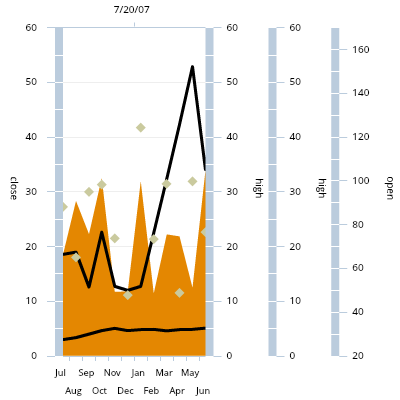 7/20/07
60 60 60
160
50 50 50
140
40 40 40
120
30 30 30
100
close high high open
80
20 20 20
60
10 10 10
40
0 0 0 20
Jul Sep Nov Jan Mar May
Aug Oct Dec Feb Apr Jun